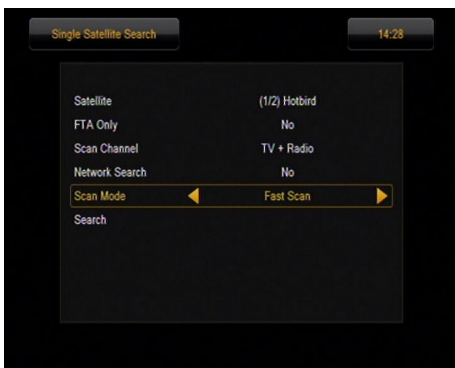 Single Satellite Search 14:28
Satellite (1/2) Hotbird
FTA Only No
Scan Channel TV + Radio
Network Search No
Scan Mode Fast Scan
Search